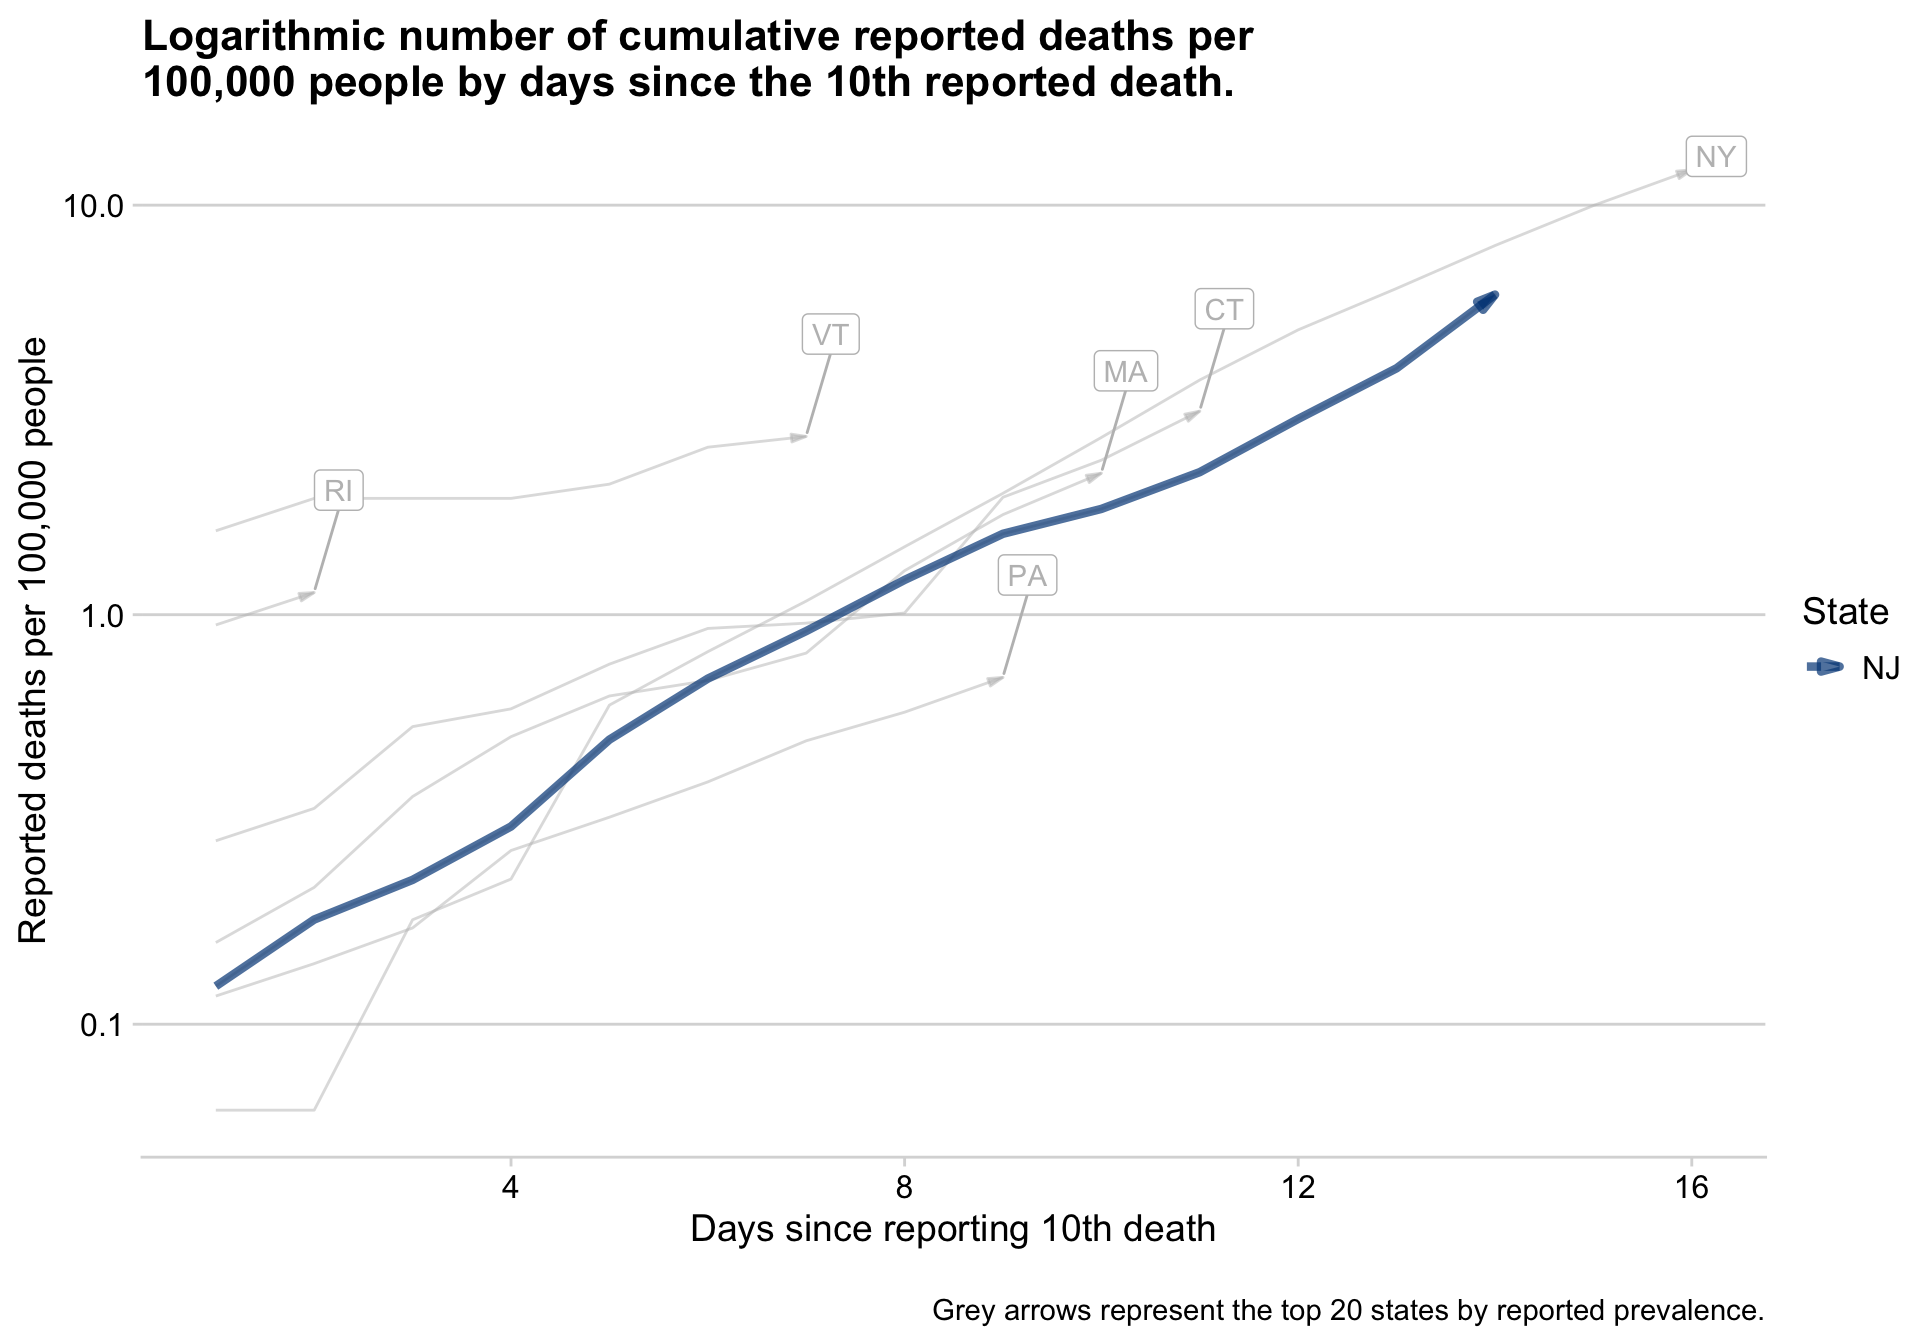 Logarithmic number of cumulative reported deaths per
100,000 people by days since the 10th reported death.
Reported deaths per 100,000 people
10.0
1.0
0.1
NY
CT
VT
MA
RI
PA
State
NJ
4
8
12
16
Days since reporting 10th death
Grey arrows represent the top 20 states by reported prevalence.